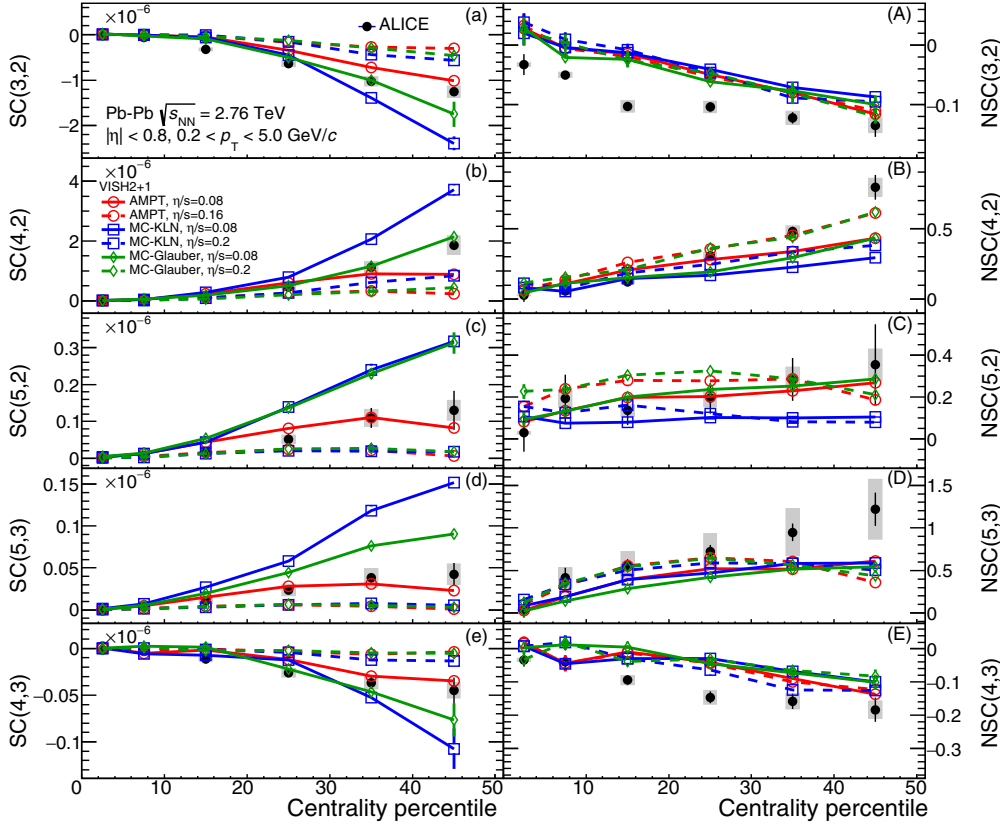 ×10⁻⁶
ALICE
(a)
(A)
0
−1
−2
SC(3,2)
Pb-Pb √sNN = 2.76 TeV
|η| < 0.8, 0.2 < pT < 5.0 GeV/c
0
−0.1
NSC(3,2)
×10⁻⁶
(b)
(B)
4
2
0
SC(4,2)
VISH2+1
AMPT, η/s=0.08
AMPT, η/s=0.16
MC-KLN, η/s=0.08
MC-KLN, η/s=0.2
MC-Glauber, η/s=0.08
MC-Glauber, η/s=0.2
0.5
0
NSC(4,2)
×10⁻⁶
(c)
(C)
0.3
0.2
0.1
0
SC(5,2)
0.4
0.2
0
NSC(5,2)
×10⁻⁶
(d)
(D)
0.15
0.1
0.05
0
SC(5,3)
1.5
1
0.5
0
NSC(5,3)
×10⁻⁶
(e)
(E)
0
−0.05
−0.1
SC(4,3)
0
−0.1
−0.2
−0.3
NSC(4,3)
0 10 20 30 40 50
0 10 20 30 40 50
Centrality percentile
Centrality percentile